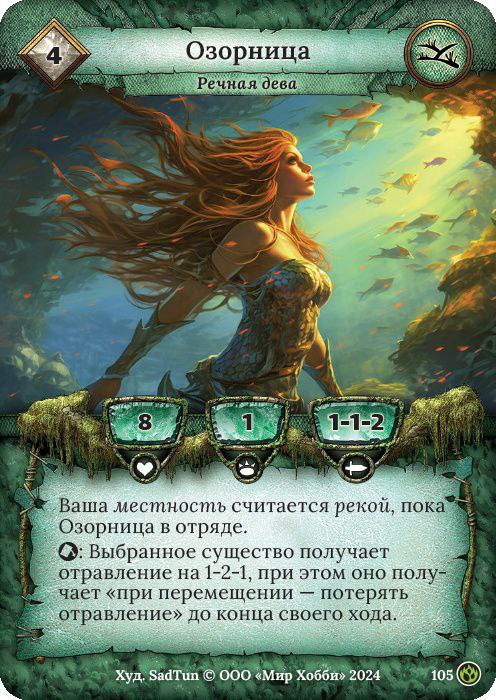 4
Озорница
Речная дева
8
1
1-1-2
Ваша местность считается рекой, пока
Озорница в отряде.
: Выбранное существо получает
отравление на 1-2-1, при этом оно полу-
чает «при перемещении — потерять
отравление» до конца своего хода.
Худ. SadTun © ООО «Мир Хобби» 2024
105